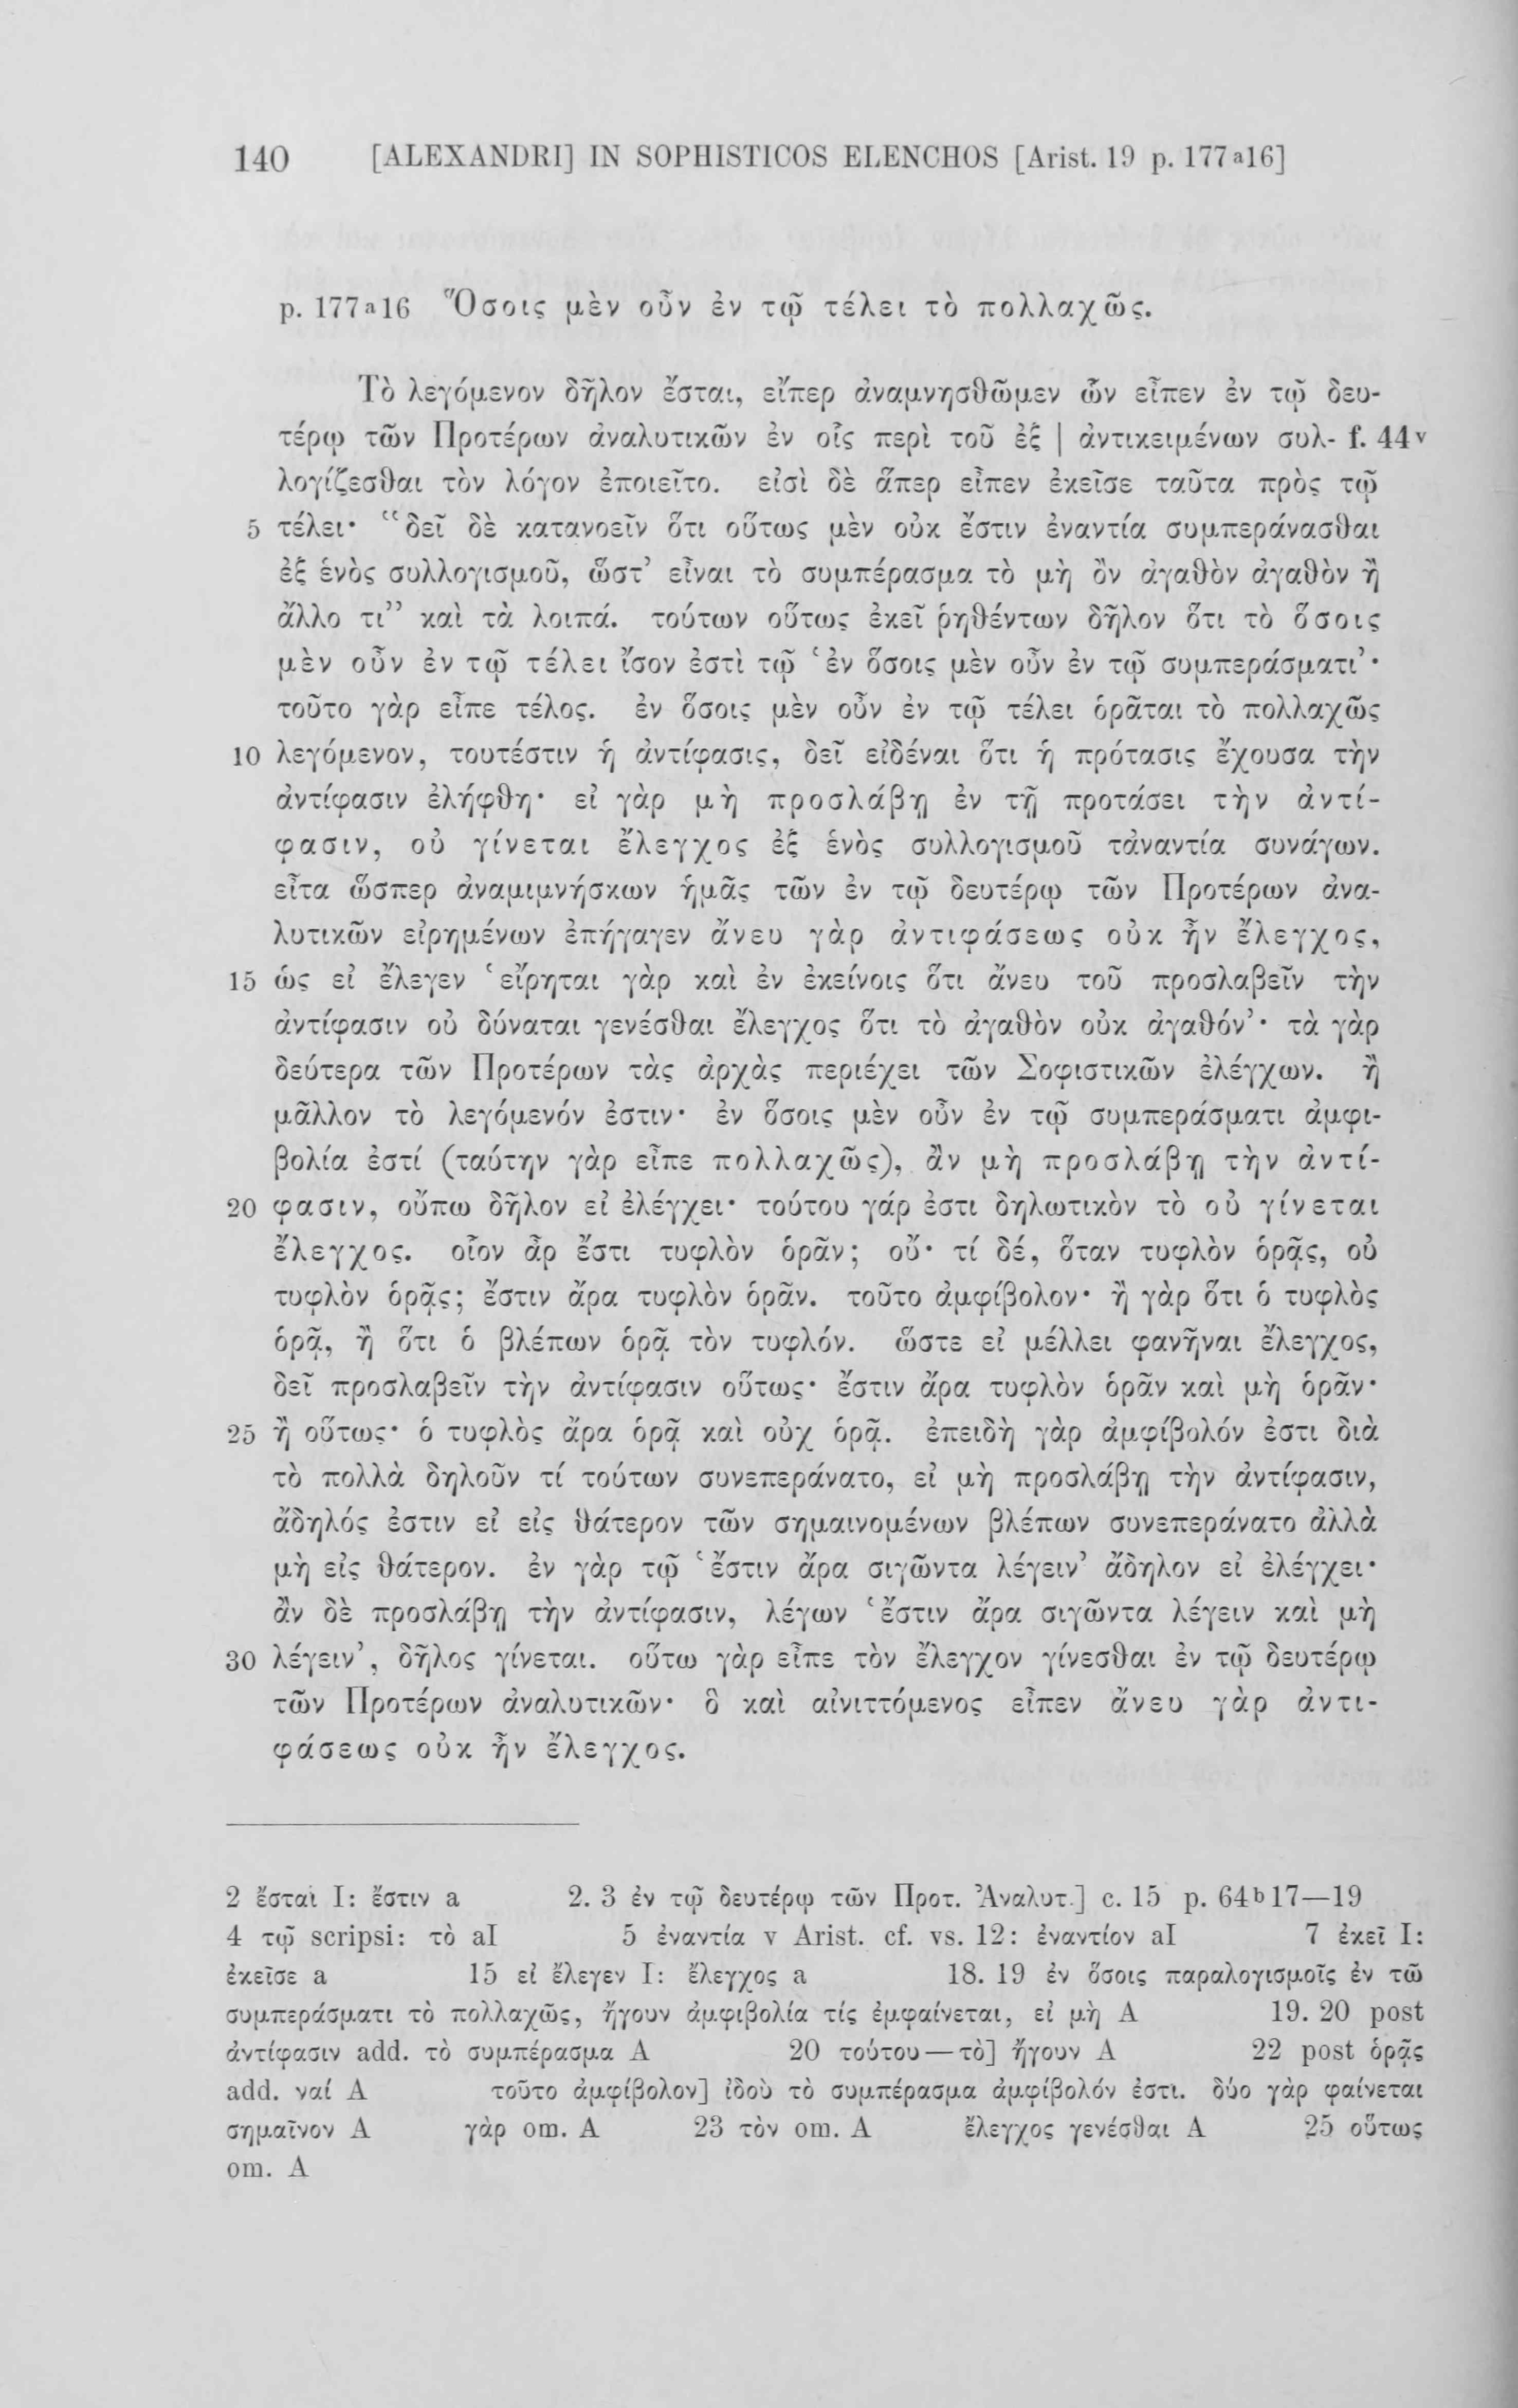 140 [ALEXANDRI] IN SOPHISTICOS ELENCHOS [Arist. 19 p. 177a16]
p. 177a16 Ὅσοις μὲν οὖν ἐν τῷ τέλει τὸ πολλαχῶς.
Τὸ λεγόμενον δῆλον ἔσται, εἴπερ ἀναμνησθῶμεν ὧν εἶπεν ἐν τῷ δευ-
τέρῳ τῶν Προτέρων ἀναλυτικῶν ἐν οἷς περὶ τοῦ ἐξ | ἀντικειμένων συλ- f. 44v
λογίζεσθαι τὸν λόγον ἐποιεῖτο. εἰσὶ δὲ ἅπερ εἶπεν ἐκεῖσε ταῦτα πρὸς τῷ
5 τέλει· “δεῖ δὲ κατανοεῖν ὅτι οὕτως μὲν οὐκ ἔστιν ἐναντία συμπεράνασθαι
ἐξ ἑνὸς συλλογισμοῦ, ὥστ’ εἶναι τὸ συμπέρασμα τὸ μὴ ὂν ἀγαθὸν ἀγαθὸν ἢ
ἄλλο τι” καὶ τὰ λοιπά. τούτων οὕτως ἐκεῖ ῥηθέντων δῆλον ὅτι τὸ ὅσοις
μὲν οὖν ἐν τῷ τέλει ἴσον ἐστὶ τῷ ‘ἐν ὅσοις μὲν οὖν ἐν τῷ συμπεράσματι’·
τοῦτο γὰρ εἶπε τέλος. ἐν ὅσοις μὲν οὖν ἐν τῷ τέλει ὁρᾶται τὸ πολλαχῶς
10 λεγόμενον, τουτέστιν ἡ ἀντίφασις, δεῖ εἰδέναι ὅτι ἡ πρότασις ἔχουσα τὴν
ἀντίφασιν ἐλήφθη· εἰ γὰρ μὴ προσλάβῃ ἐν τῇ προτάσει τὴν ἀντί-
φασιν, οὐ γίνεται ἔλεγχος ἐξ ἑνὸς συλλογισμοῦ τἀναντία συνάγων.
εἶτα ὥσπερ ἀναμιμνήσκων ἡμᾶς τῶν ἐν τῷ δευτέρῳ τῶν Προτέρων ἀνα-
λυτικῶν εἰρημένων ἐπήγαγεν ἄνευ γὰρ ἀντιφάσεως οὐκ ἦν ἔλεγχος,
15 ὡς εἰ ἔλεγεν ‘εἴρηται γὰρ καὶ ἐν ἐκείνοις ὅτι ἄνευ τοῦ προσλαβεῖν τὴν
ἀντίφασιν οὐ δύναται γενέσθαι ἔλεγχος ὅτι τὸ ἀγαθὸν οὐκ ἀγαθόν’· τὰ γὰρ
δεύτερα τῶν Προτέρων τὰς ἀρχὰς περιέχει τῶν Σοφιστικῶν ἐλέγχων. ἢ
μᾶλλον τὸ λεγόμενόν ἐστιν· ἐν ὅσοις μὲν οὖν ἐν τῷ συμπεράσματι ἀμφι-
βολία ἐστί (ταύτην γὰρ εἶπε πολλαχῶς), ἂν μὴ προσλάβῃ τὴν ἀντί-
20 φασιν, οὔπω δῆλον εἰ ἐλέγχει· τούτου γάρ ἐστι δηλωτικὸν τὸ οὐ γίνεται
ἔλεγχος. οἷον ἆρ ἔστι τυφλὸν ὁρᾶν; οὔ· τί δέ, ὅταν τυφλὸν ὁρᾷς, οὐ
τυφλὸν ὁρᾷς; ἔστιν ἄρα τυφλὸν ὁρᾶν. τοῦτο ἀμφίβολον· ἢ γὰρ ὅτι ὁ τυφλὸς
ὁρᾷ, ἢ ὅτι ὁ βλέπων ὁρᾷ τὸν τυφλόν. ὥστε εἰ μέλλει φανῆναι ἔλεγχος,
δεῖ προσλαβεῖν τὴν ἀντίφασιν οὕτως· ἔστιν ἄρα τυφλὸν ὁρᾶν καὶ μὴ ὁρᾶν·
25 ἢ οὕτως· ὁ τυφλὸς ἄρα ὁρᾷ καὶ οὐχ ὁρᾷ. ἐπειδὴ γὰρ ἀμφίβολόν ἐστι διὰ
τὸ πολλὰ δηλοῦν τί τούτων συνεπεράνατο, εἰ μὴ προσλάβῃ τὴν ἀντίφασιν,
ἄδηλός ἐστιν εἰ εἰς θάτερον τῶν σημαινομένων βλέπων συνεπεράνατο ἀλλὰ
μὴ εἰς θάτερον. ἐν γὰρ τῷ ‘ἔστιν ἄρα σιγῶντα λέγειν’ ἄδηλον εἰ ἐλέγχει·
ἂν δὲ προσλάβῃ τὴν ἀντίφασιν, λέγων ‘ἔστιν ἄρα σιγῶντα λέγειν καὶ μὴ
30 λέγειν’, δῆλος γίνεται. οὕτω γὰρ εἶπε τὸν ἔλεγχον γίνεσθαι ἐν τῷ δευτέρῳ
τῶν Προτέρων ἀναλυτικῶν· ὃ καὶ αἰνιττόμενος εἶπεν ἄνευ γὰρ ἀντι-
φάσεως οὐκ ἦν ἔλεγχος.
2 ἔσται I: ἔστιν a 2. 3 ἐν τῷ δευτέρῳ τῶν Προτ. Ἀναλυτ.] c. 15 p. 64b17—19
4 τῷ scripsi: τὸ aI 5 ἐναντία v Arist. cf. vs. 12: ἐναντίον aI 7 ἐκεῖ I:
ἐκεῖσε a 15 εἰ ἔλεγεν I: ἔλεγχος a 18. 19 ἐν ὅσοις παραλογισμοῖς ἐν τῶ
συμπεράσματι τὸ πολλαχῶς, ἤγουν ἀμφιβολία τίς ἐμφαίνεται, εἰ μὴ A 19. 20 post
ἀντίφασιν add. τὸ συμπέρασμα A 20 τούτου—τὸ] ἤγουν A 22 post ὁρᾷς
add. ναί A τοῦτο ἀμφίβολον] ἰδοὺ τὸ συμπέρασμα ἀμφίβολόν ἐστι. δύο γὰρ φαίνεται
σημαῖνον A γὰρ om. A 23 τὸν om. A ἔλεγχος γενέσθαι A 25 οὕτως
om. A